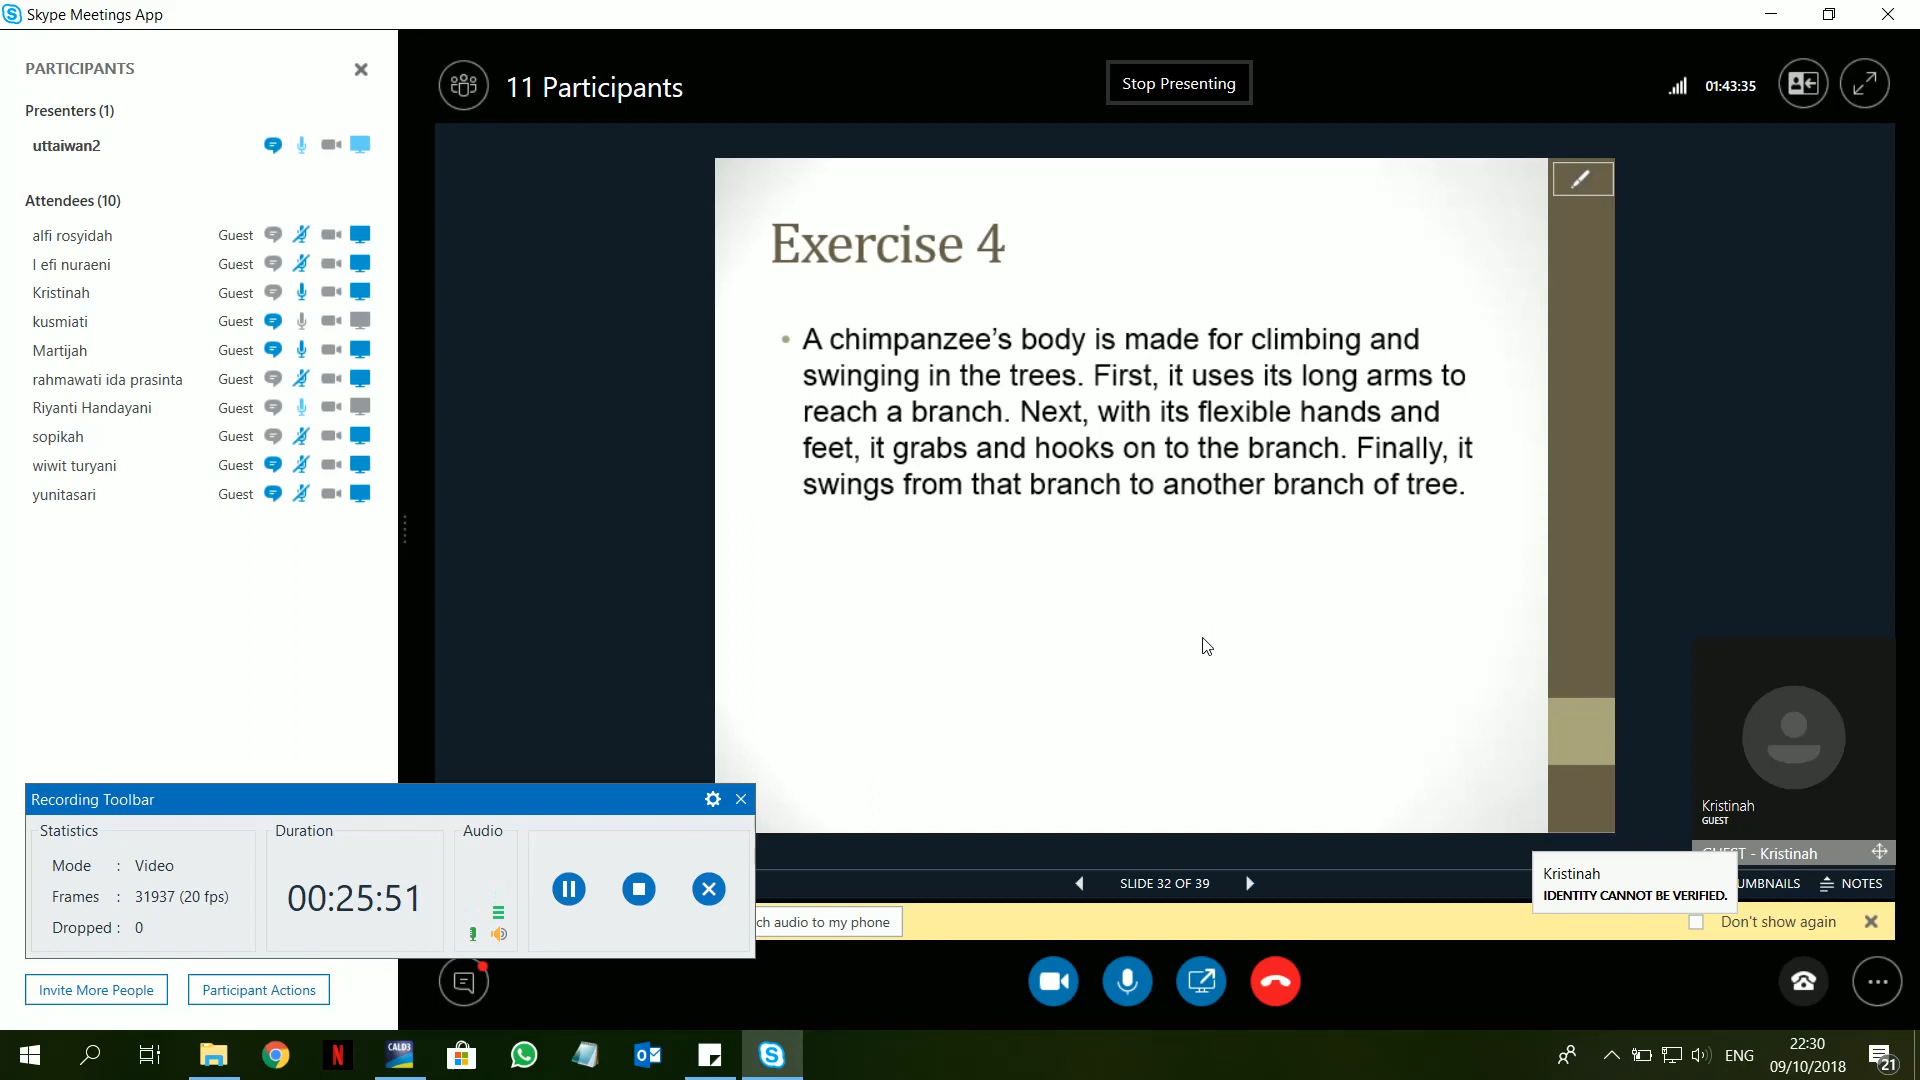 Skype Meetings App
PARTICIPANTS
Presenters (1)
uttaiwan2
Attendees (10)
alfi rosyidah Guest
I efi nuraeni Guest
Kristinah Guest
kusmiati Guest
Martijah Guest
rahmawati ida prasinta Guest
Riyanti Handayani Guest
sopikah Guest
wiwit turyani Guest
yunitasari Guest
11 Participants
Stop Presenting
01:43:35
Exercise 4
• A chimpanzee’s body is made for climbing and
swinging in the trees. First, it uses its long arms to
reach a branch. Next, with its flexible hands and
feet, it grabs and hooks on to the branch. Finally, it
swings from that branch to another branch of tree.
Kristinah
GUEST
- Kristinah
Kristinah
IDENTITY CANNOT BE VERIFIED.
SLIDE 32 OF 39
NOTES
audio to my phone
Don't show again
Recording Toolbar
Statistics
Mode : Video
Frames : 31937 (20 fps)
Dropped : 0
Duration
00:25:51
Audio
Invite More People
Participant Actions
N
CALD3
ENG
22:30
09/10/2018
21